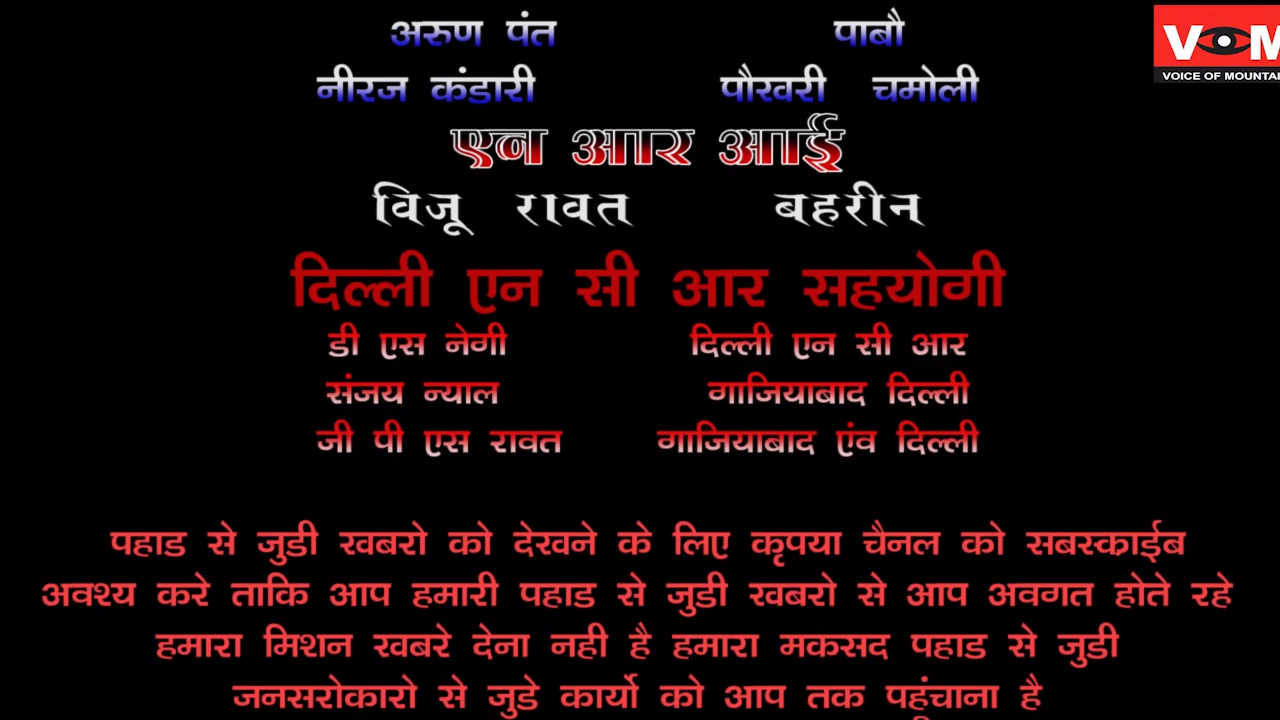 अरुण पंत पाबौ
नीरज कंडारी पौखरी चमोली
एन आर आई
विजू रावत बहरीन
दिल्ली एन सी आर सहयोगी
डी एस नेगी दिल्ली एन सी आर
संजय न्याल गाजियाबाद दिल्ली
जी पी एस रावत गाजियाबाद एंव दिल्ली
पहाड से जुडी खबरो को देखने के लिए कृपया चैनल को सबस्क्राईब
अवश्य करे ताकि आप हमारी पहाड से जुडी खबरो से आप अवगत होते रहे
हमारा मिशन खबरे देना नही है हमारा मकसद पहाड से जुडी
जनसरोकारो से जुडे कार्यो को आप तक पहुंचाना है
VOM
VOICE OF MOUNTAI